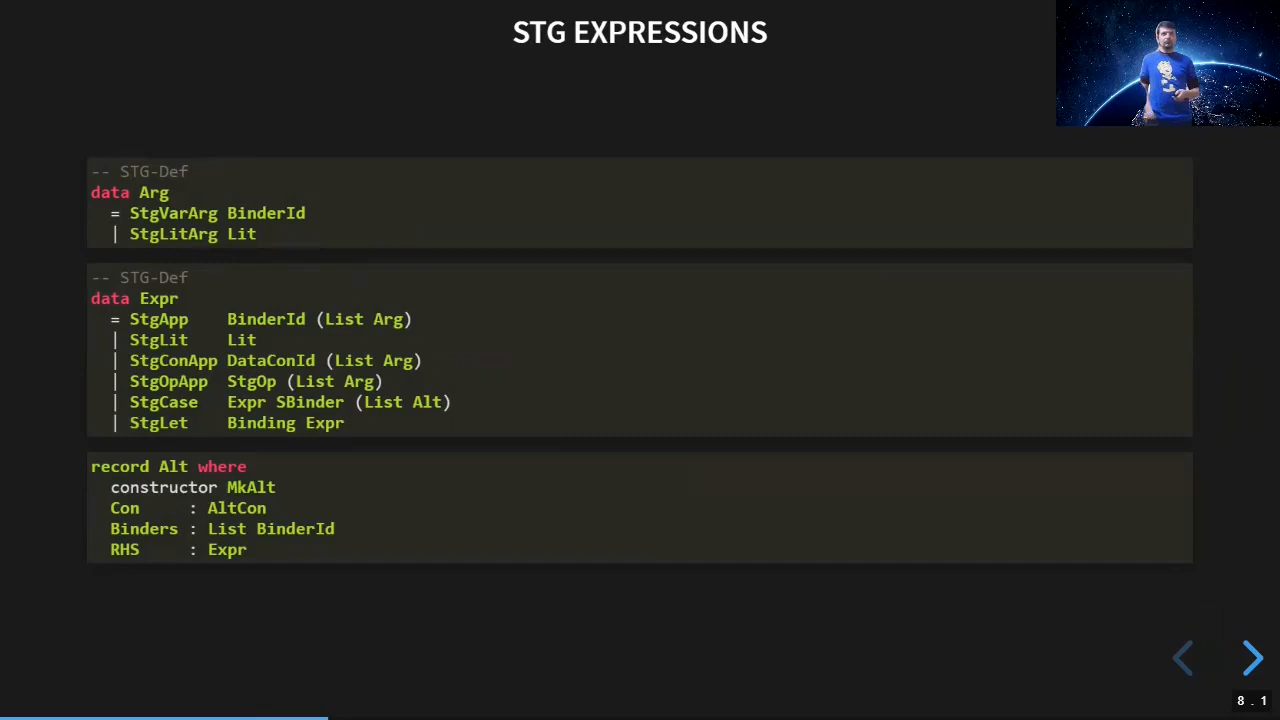 STG EXPRESSIONS
-- STG-Def
data Arg
  = StgVarArg BinderId
  | StgLitArg Lit
-- STG-Def
data Expr
  = StgApp    BinderId (List Arg)
  | StgLit    Lit
  | StgConApp DataConId (List Arg)
  | StgOpApp  StgOp (List Arg)
  | StgCase   Expr SBinder (List Alt)
  | StgLet    Binding Expr
record Alt where
  constructor MkAlt
  Con     : AltCon
  Binders : List BinderId
  RHS     : Expr
8 . 1